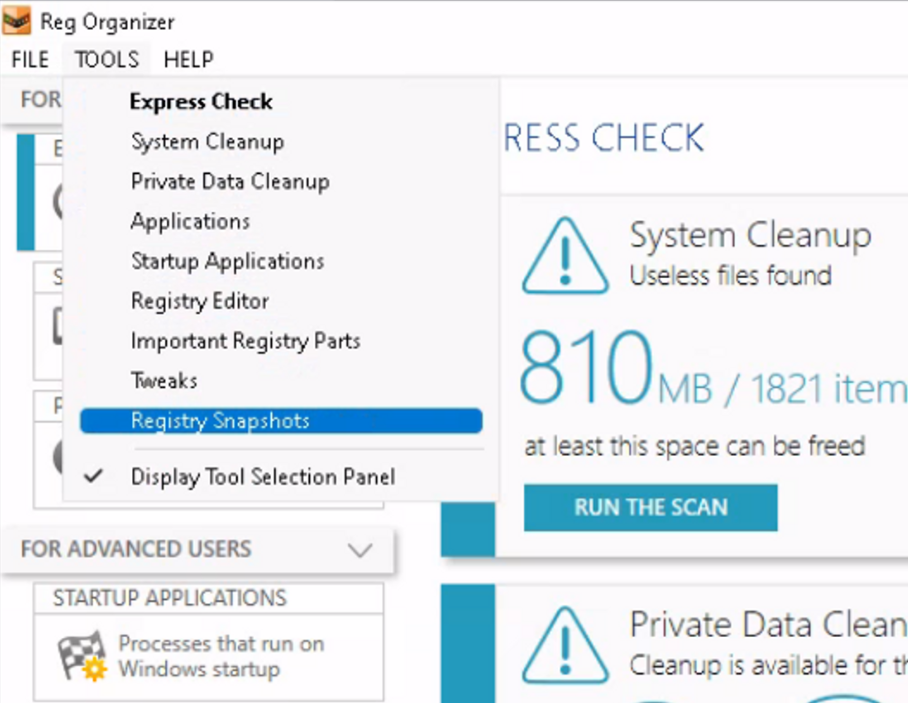 Reg Organizer
FILE TOOLS HELP
FOR
Express Check
System Cleanup
Private Data Cleanup
Applications
Startup Applications
Registry Editor
Important Registry Parts
Tweaks
Registry Snapshots
Display Tool Selection Panel
RESS CHECK
System Cleanup
Useless files found
810 MB / 1821 item
at least this space can be freed
RUN THE SCAN
FOR ADVANCED USERS
STARTUP APPLICATIONS
Processes that run on
Windows startup
Private Data Clean
Cleanup is available for th